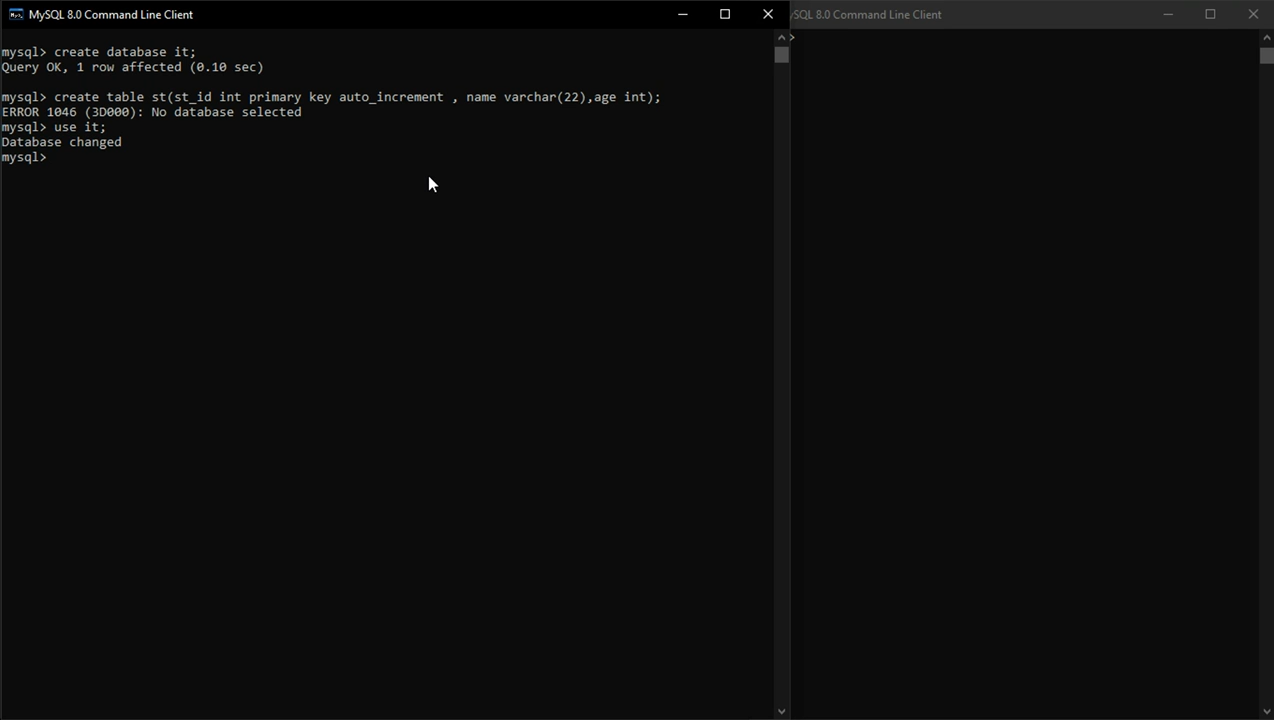 MySQL 8.0 Command Line Client
mysql> create database it;
Query OK, 1 row affected (0.10 sec)
mysql> create table st(st_id int primary key auto_increment , name varchar(22),age int);
ERROR 1046 (3D000): No database selected
mysql> use it;
Database changed
mysql>
SQL 8.0 Command Line Client
>